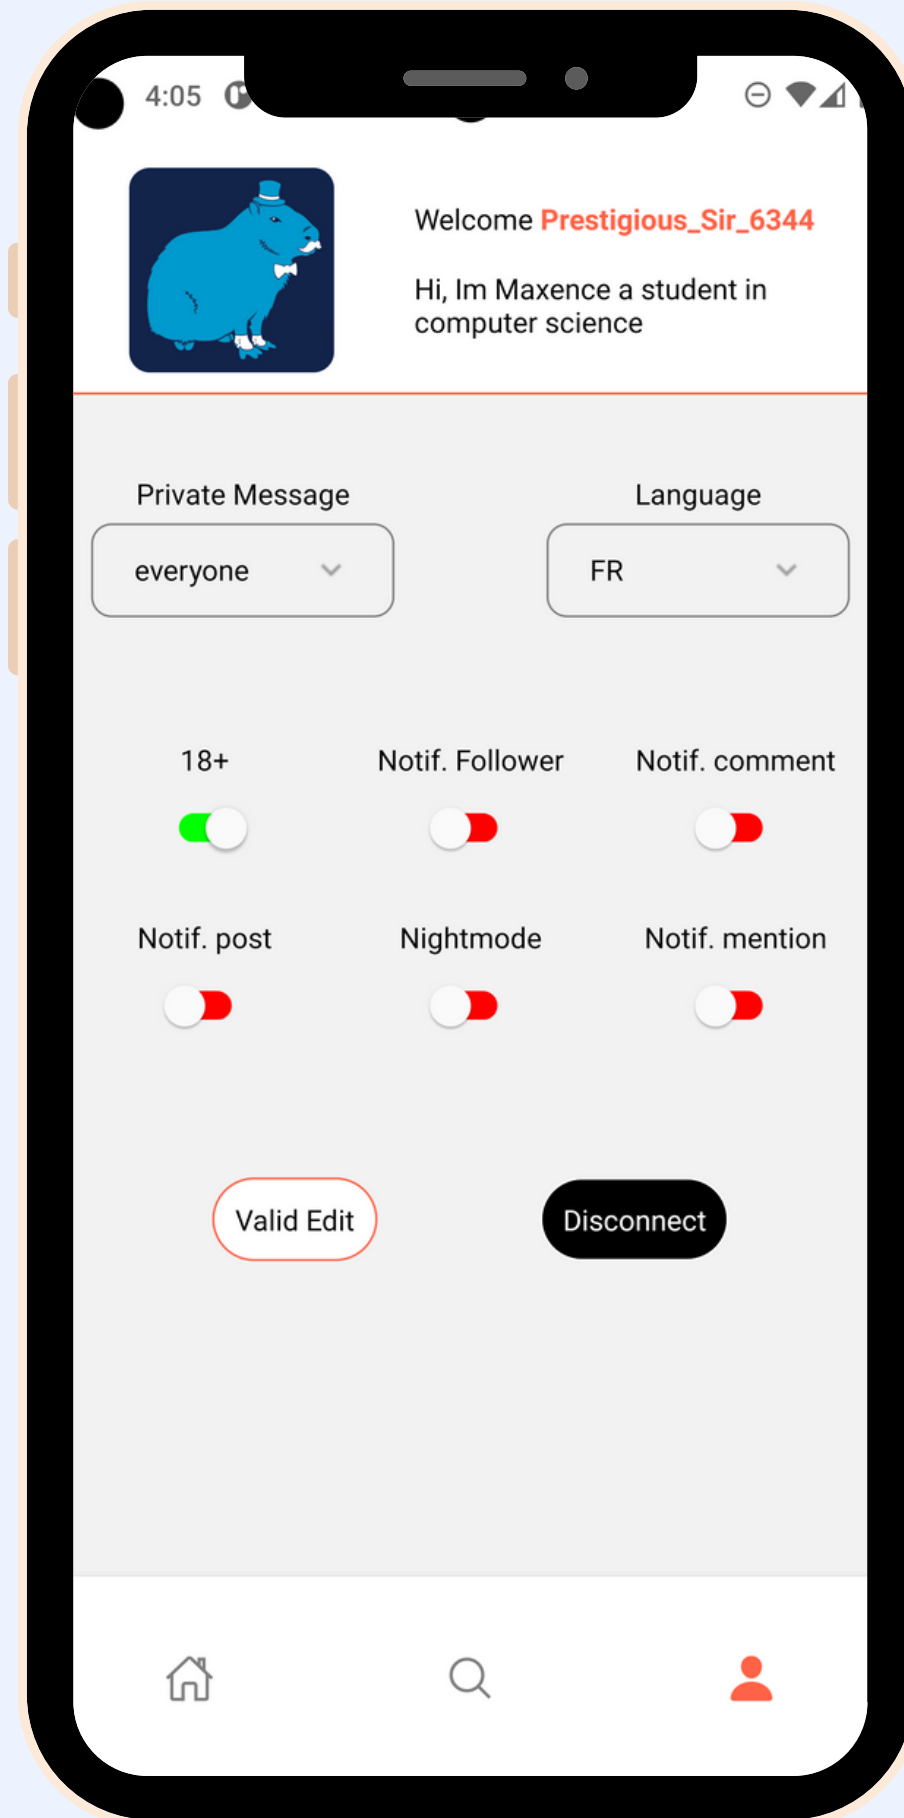 4:05
Welcome Prestigious_Sir_6344
Hi, Im Maxence a student in
computer science
Private Message
Language
everyone
FR
18+
Notif. Follower
Notif. comment
Notif. post
Nightmode
Notif. mention
Valid Edit
Disconnect